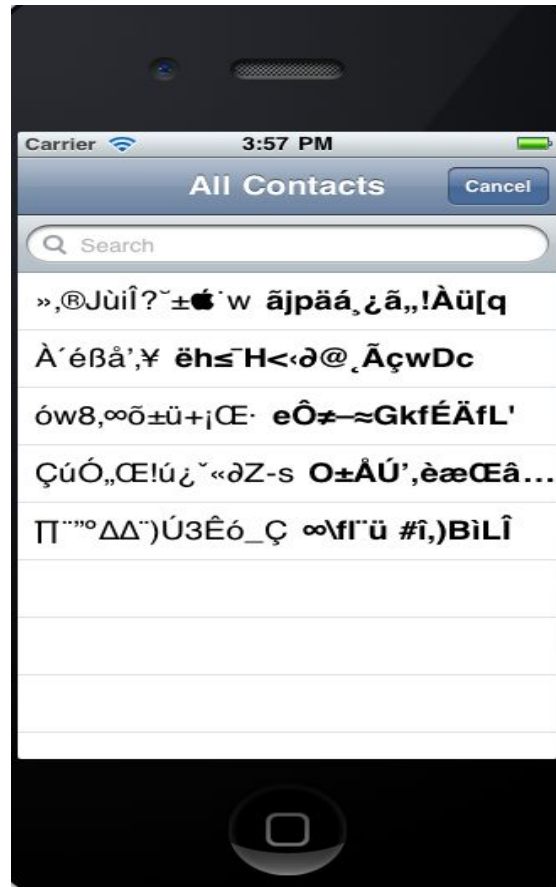 Carrier 3:57 PM
All Contacts Cancel
Search
»,®JùiÎ?˘±˙w ãjpäá¸¿ã„!Àü[q
À´éßå’,¥ ëh≤¯H<‹∂@˛ÃçwDc
ów8,∞õ±ü+¡Œ· eÔ≠–≈GkfÉÄfL'
ÇúÓ„Œ!ú¿ˇ«∂Z-s O±ÅÚ’,èæŒâ...
∏¨”ºΔΔ¨)Ú3Êó_Ç ∞\fl¨ü #î‚)BìLÎ